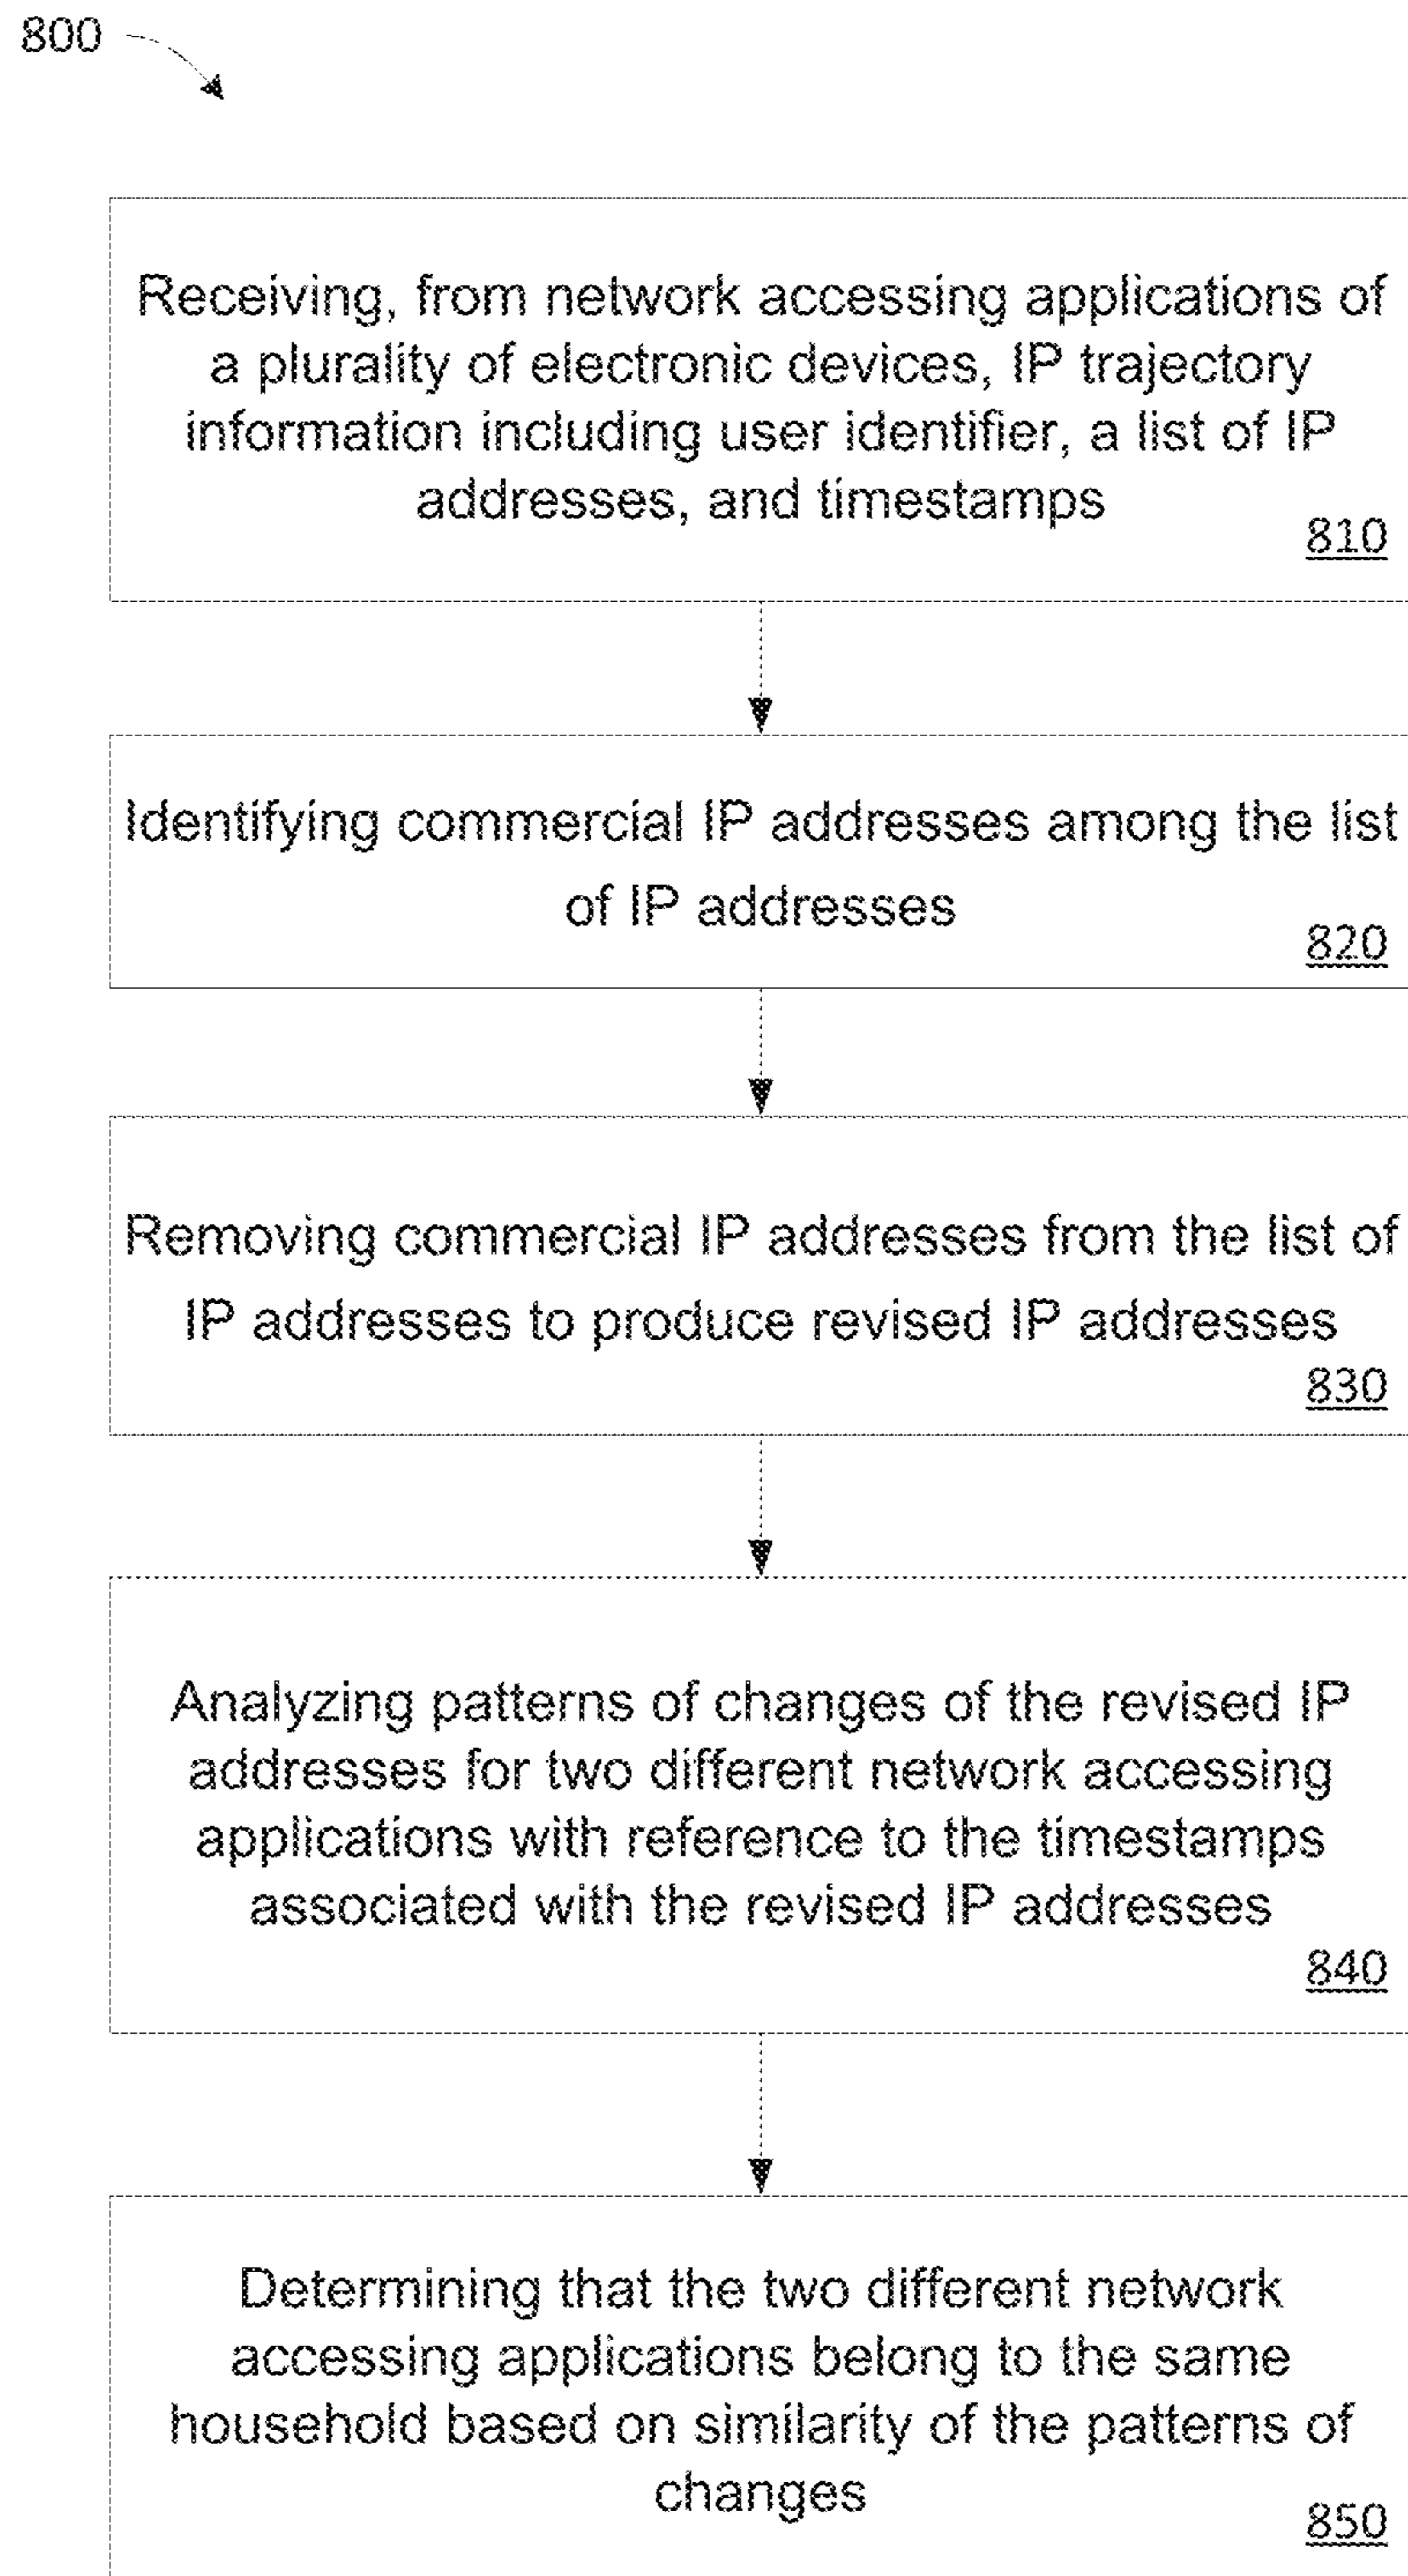 800
Receiving, from network accessing applications of
a plurality of electronic devices, IP trajectory
information including user identifier, a list of IP
addresses, and timestamps
810
Identifying commercial IP addresses among the list
of IP addresses
820
Removing commercial IP addresses from the list of
IP addresses to produce revised IP addresses
830
Analyzing patterns of changes of the revised IP
addresses for two different network accessing
applications with reference to the timestamps
associated with the revised IP addresses
840
Determining that the two different network
accessing applications belong to the same
household based on similarity of the patterns of
changes
850